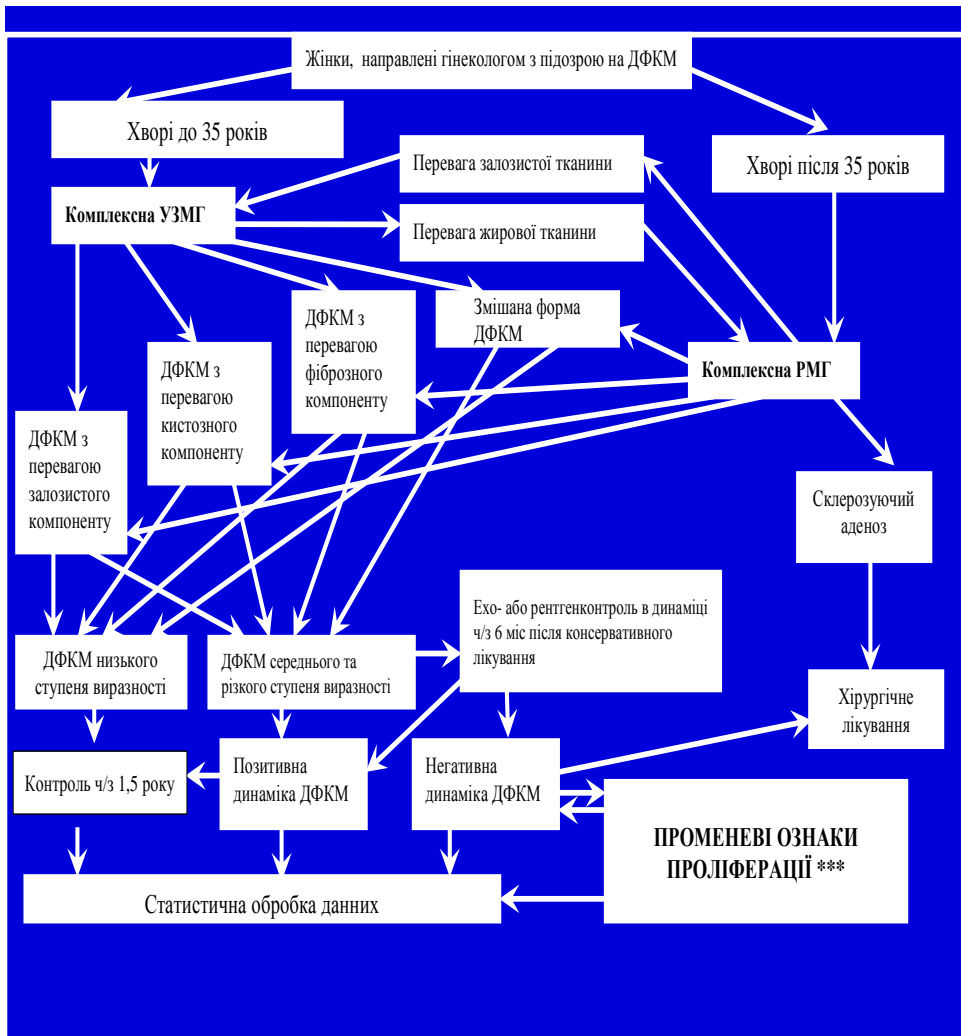 Жінки, направлені гінекологом з підозрою на ДФКМ
Хворі до 35 років
Перевага залозистої тканини
Хворі після 35 років
Комплексна УЗМГ
Перевага жирової тканини
ДФКМ з
перевагою
фіброзного
компоненту
Змішана форма
ДФКМ
ДФКМ з
перевагою
кистозного
компоненту
Комплексна РМГ
ДФКМ з
перевагою
залозистого
компоненту
Склерозуючий
аденоз
Ехо- або рентгенконтроль в динаміці
ч/з 6 міс після консервативного
лікування
ДФКМ низького
ступеня виразності
ДФКМ середнього та
різкого ступеня виразності
Хірургічне
лікування
Контроль ч/з 1,5 року
Позитивна
динаміка ДФКМ
Негативна
динаміка ДФКМ
ПРОМЕНЕВІ ОЗНАКИ
ПРОЛІФЕРАЦІЇ ***
Статистична обробка данних